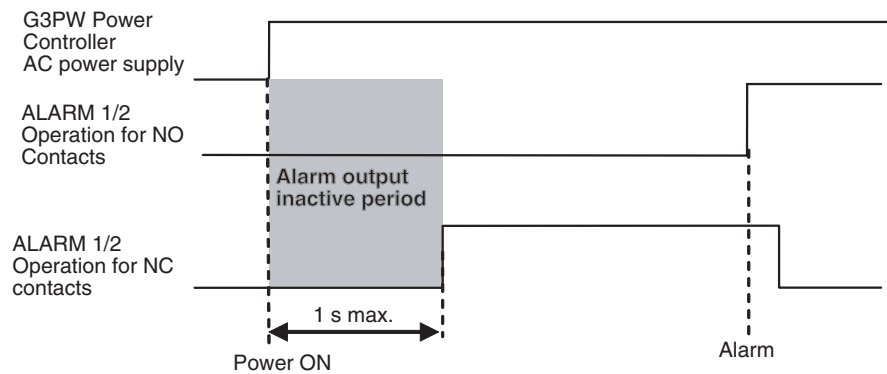 G3PW Power
Controller
AC power supply
ALARM 1/2
Operation for NO
Contacts
Alarm output
inactive period
ALARM 1/2
Operation for NC
contacts
1 s max.
Power ON
Alarm